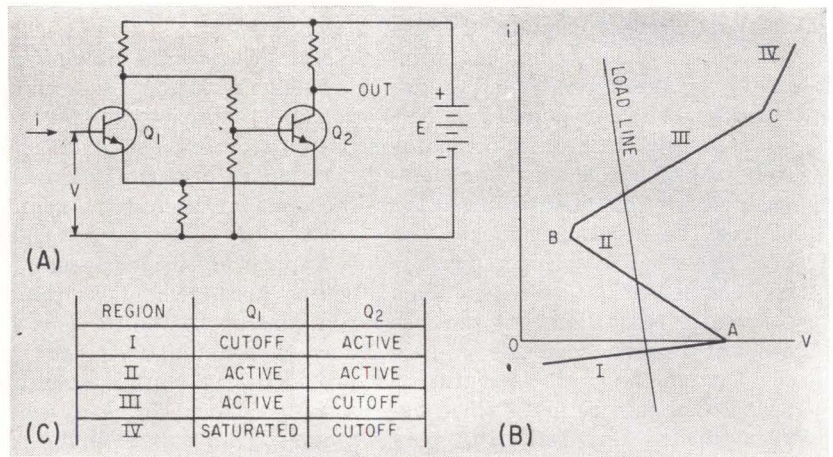 i
Q1
V
OUT
Q2
+
E
-
(A)
REGION Q1 Q2
I CUTOFF ACTIVE
II ACTIVE ACTIVE
III ACTIVE CUTOFF
IV SATURATED CUTOFF
(C)
i
LOAD LINE
IV
C
III
B
II
A
O
V
I
(B)